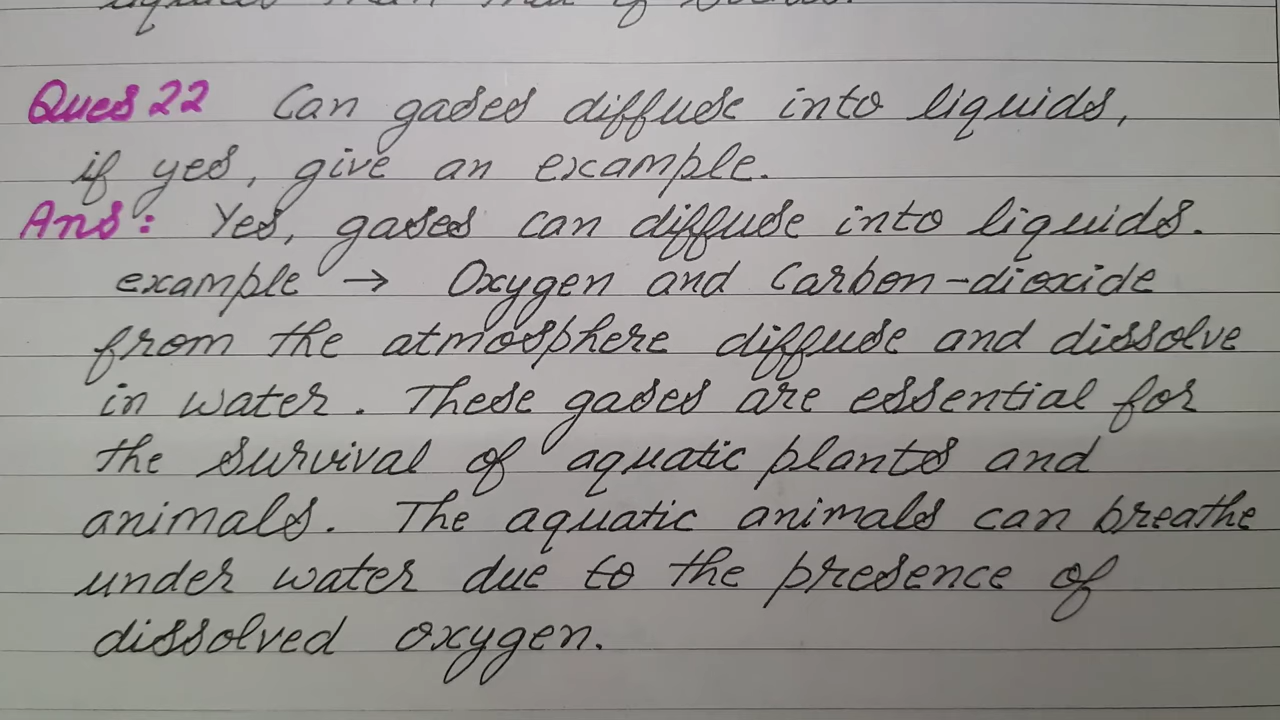 Ques 22 Can gases diffuse into liquids,
if yes, give an example.
Ans: Yes, gases can diffuse into liquids.
example → Oxygen and Carbon-dioxide
from the atmosphere diffuse and dissolve
in water. These gases are essential for
the survival of aquatic plants and
animals. The aquatic animals can breathe
under water due to the presence of
dissolved oxygen.